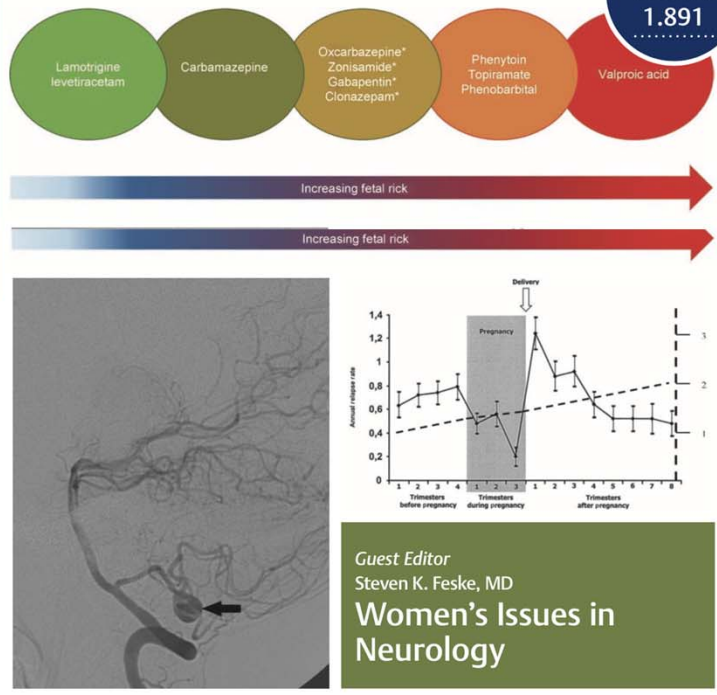 1.891
Lamotrigine
levetiracetam
Carbamazepine
Oxcarbazepine*
Zonisamide*
Gabapentin*
Clonazepam*
Phenytoin
Topiramate
Phenobarbital
Valproic acid
Increasing fetal rick
Increasing fetal rick
Delivery
Pregnancy
Annual relapse rate
1,4
1,2
1
0,8
0,6
0,4
0,2
0
3
2
1
1 2 3 4 1 2 3 1 2 3 4 5 6 7 8
Trimesters
before pregnancy
Trimesters
during pregnancy
Trimesters
after pregnancy
Guest Editor
Steven K. Feske, MD
Women's Issues in
Neurology